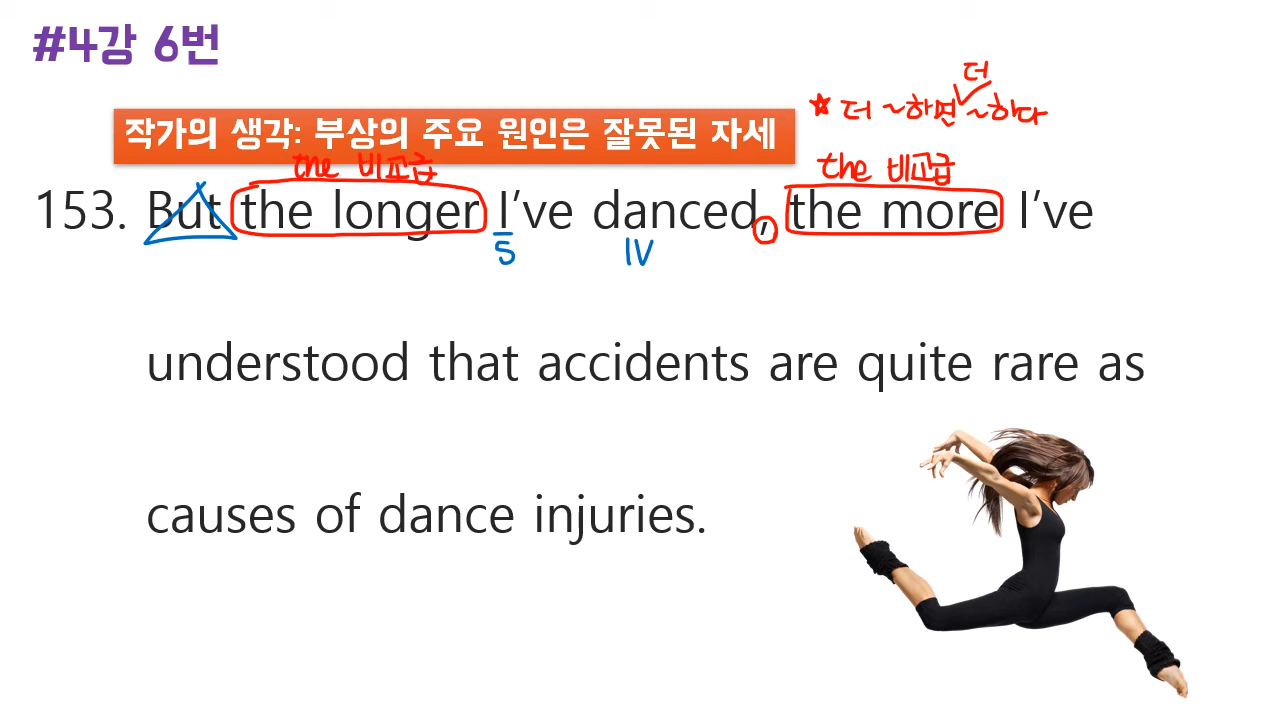 #4강 6번
더
★ 더 ~하면 ~하다
작가의 생각: 부상의 주요 원인은 잘못된 자세
the 비교급 the 비교급
153. But the longer I've danced, the more I've
S IV
understood that accidents are quite rare as
causes of dance injuries.